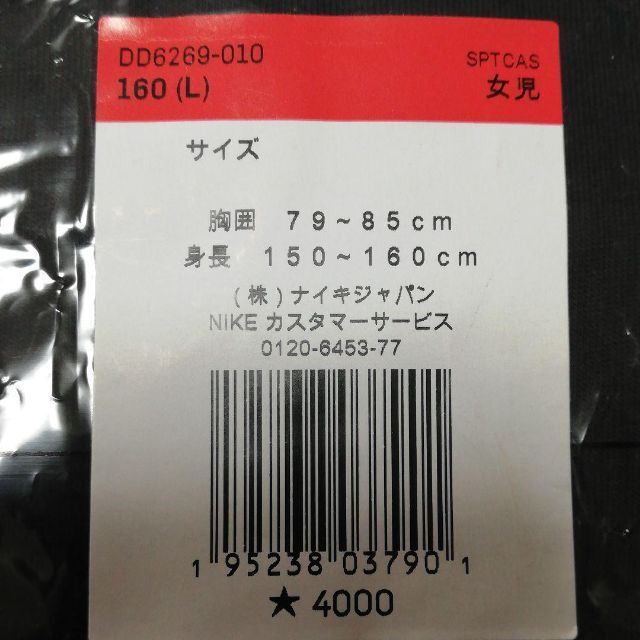 DD6269-010 SPTCAS
160 (L) 女児
サイズ
胸囲 79~85cm
身長 150~160cm
(株)ナイキジャパン
NIKE カスタマーサービス
0120-6453-77
1 95238 03790 1
★ 4000